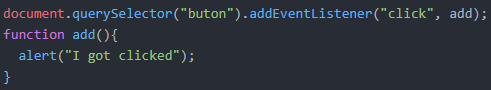 document.querySelector("buton").addEventListener("click", add);
function add(){
  alert("I got clicked");
}